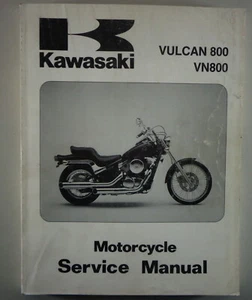 VULCAN 800
VN800
Kawasaki
Motorcycle
Service Manual